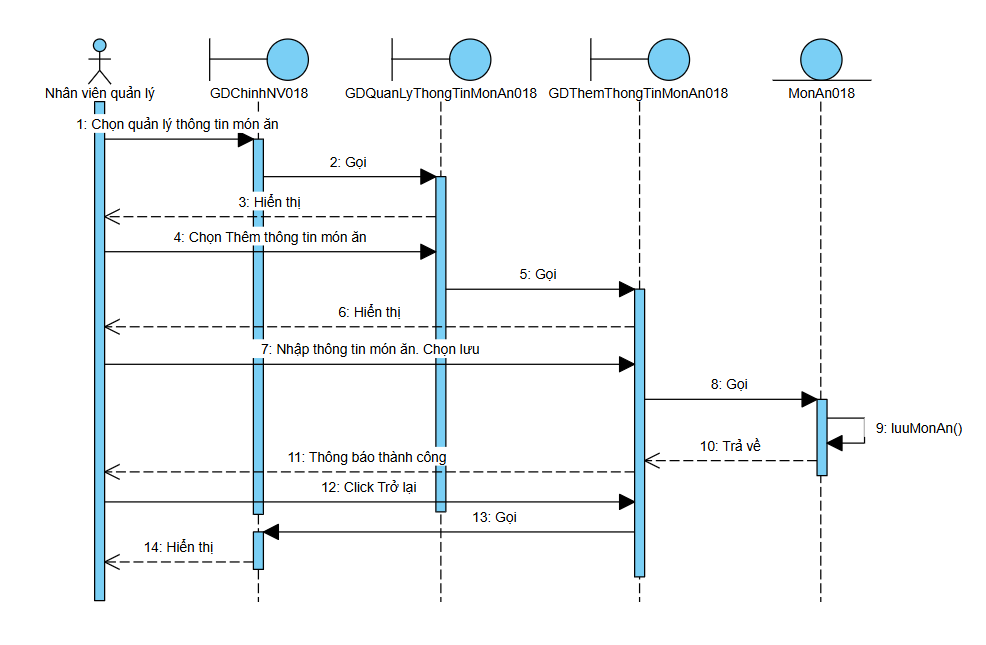 Nhân viên quản lý
GDChinhNV018
GDQuanLyThongTinMonAn018
GDThemThongTinMonAn018
MonAn018
1: Chọn quản lý thông tin món ăn
2: Gọi
3: Hiển thị
4: Chọn Thêm thông tin món ăn
5: Gọi
6: Hiển thị
7: Nhập thông tin món ăn. Chọn lưu
8: Gọi
9: luuMonAn()
10: Trả về
11: Thông báo thành công
12: Click Trở lại
13: Gọi
14: Hiển thị